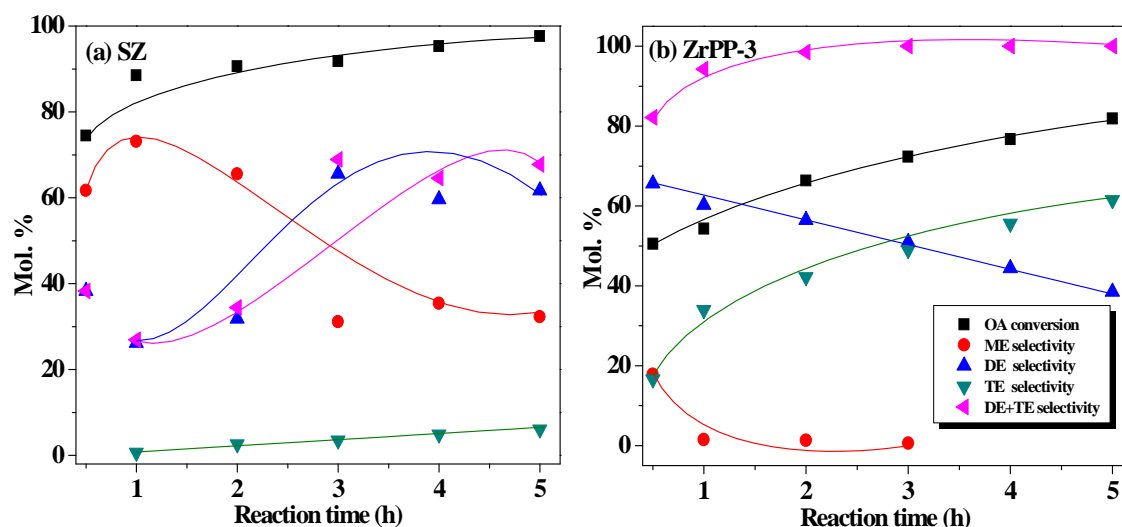 (a) SZ
Mol. %
100
80
60
40
20
0
1
2
3
4
5
Reaction time (h)
(b) ZrPP-3
Mol. %
100
80
60
40
20
0
1
2
3
4
5
Reaction time (h)
OA conversion
ME selectivity
DE selectivity
TE selectivity
DE+TE selectivity